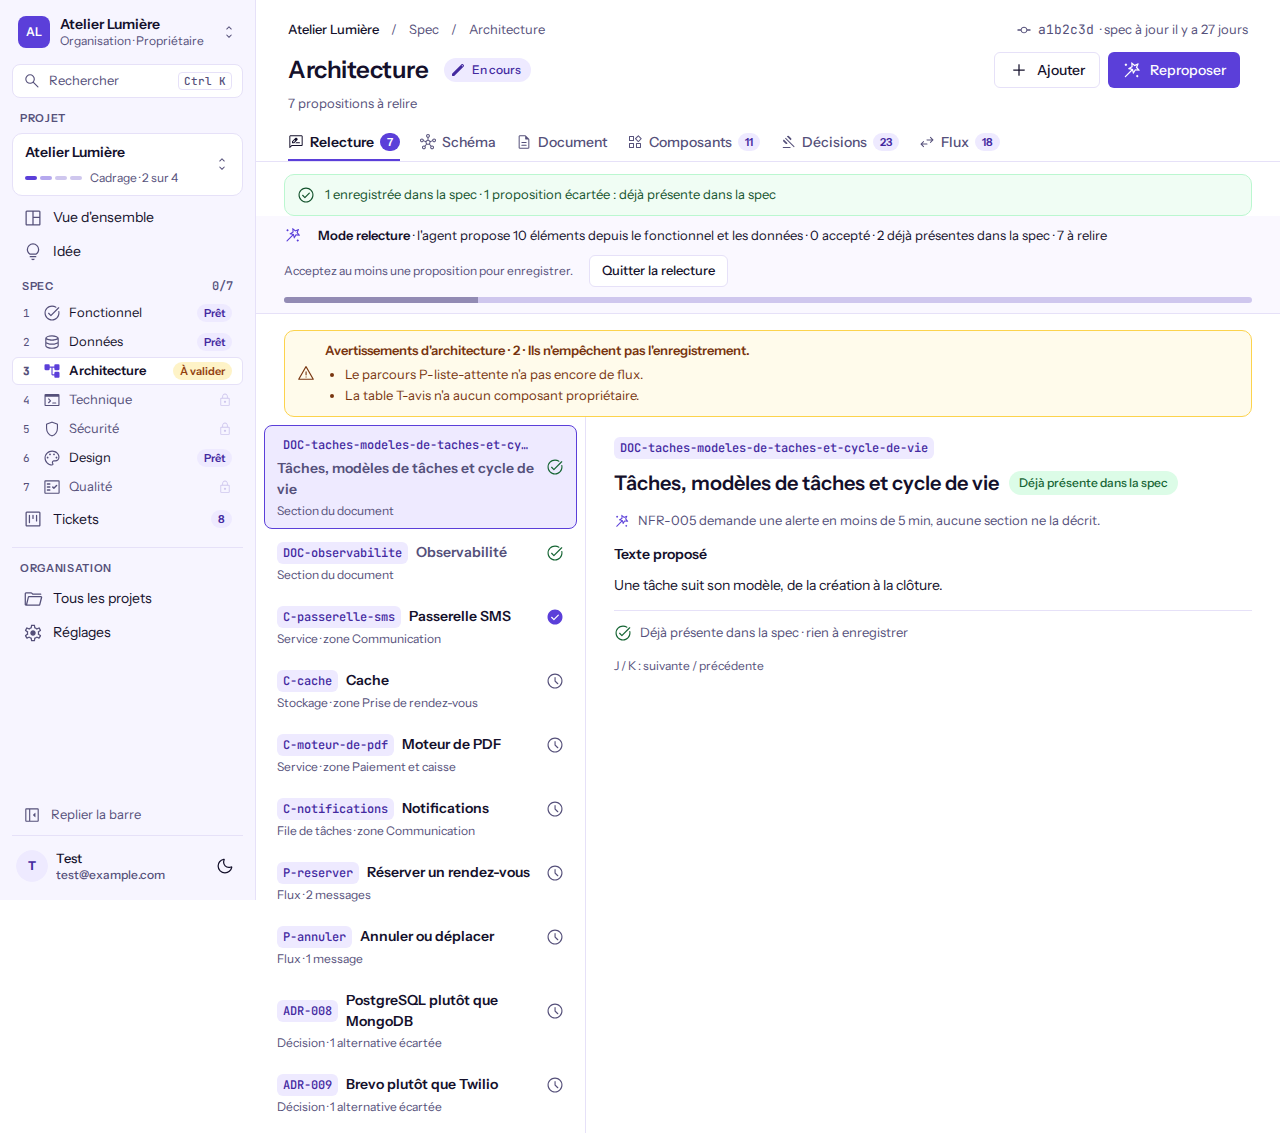 AL
Atelier Lumière
Organisation · Propriétaire
Rechercher
Ctrl K
PROJET
Atelier Lumière
Cadrage · 2 sur 4
Vue d'ensemble
Idée
SPEC 0/7
1 Fonctionnel Prêt
2 Données Prêt
3 Architecture À valider
4 Technique
5 Sécurité
6 Design Prêt
7 Qualité
Tickets 8
ORGANISATION
Tous les projets
Réglages
Replier la barre
T
Test
test@example.com
Atelier Lumière / Spec / Architecture
a1b2c3d · spec à jour il y a 27 jours
Architecture En cours
Ajouter
Reproposer
7 propositions à relire
Relecture 7
Schéma
Document
Composants 11
Décisions 23
Flux 18
1 enregistrée dans la spec · 1 proposition écartée : déjà présente dans la spec
Mode relecture · l'agent propose 10 éléments depuis le fonctionnel et les données · 0 accepté · 2 déjà présentes dans la spec · 7 à relire
Acceptez au moins une proposition pour enregistrer.
Quitter la relecture
Avertissements d'architecture · 2 · Ils n'empêchent pas l'enregistrement.
• Le parcours P-liste-attente n'a pas encore de flux.
• La table T-avis n'a aucun composant propriétaire.
DOC-taches-modeles-de-taches-et-cy…
Tâches, modèles de tâches et cycle de
vie
Section du document
DOC-observabilite Observabilité
Section du document
C-passerelle-sms Passerelle SMS
Service · zone Communication
C-cache Cache
Stockage · zone Prise de rendez-vous
C-moteur-de-pdf Moteur de PDF
Service · zone Paiement et caisse
C-notifications Notifications
File de tâches · zone Communication
P-reserver Réserver un rendez-vous
Flux · 2 messages
P-annuler Annuler ou déplacer
Flux · 1 message
ADR-008 PostgreSQL plutôt que
MongoDB
Décision · 1 alternative écartée
ADR-009 Brevo plutôt que Twilio
Décision · 1 alternative écartée
DOC-taches-modeles-de-taches-et-cycle-de-vie
Tâches, modèles de tâches et cycle de vie Déjà présente dans la spec
NFR-005 demande une alerte en moins de 5 min, aucune section ne la décrit.
Texte proposé
Une tâche suit son modèle, de la création à la clôture.
Déjà présente dans la spec · rien à enregistrer
J / K : suivante / précédente